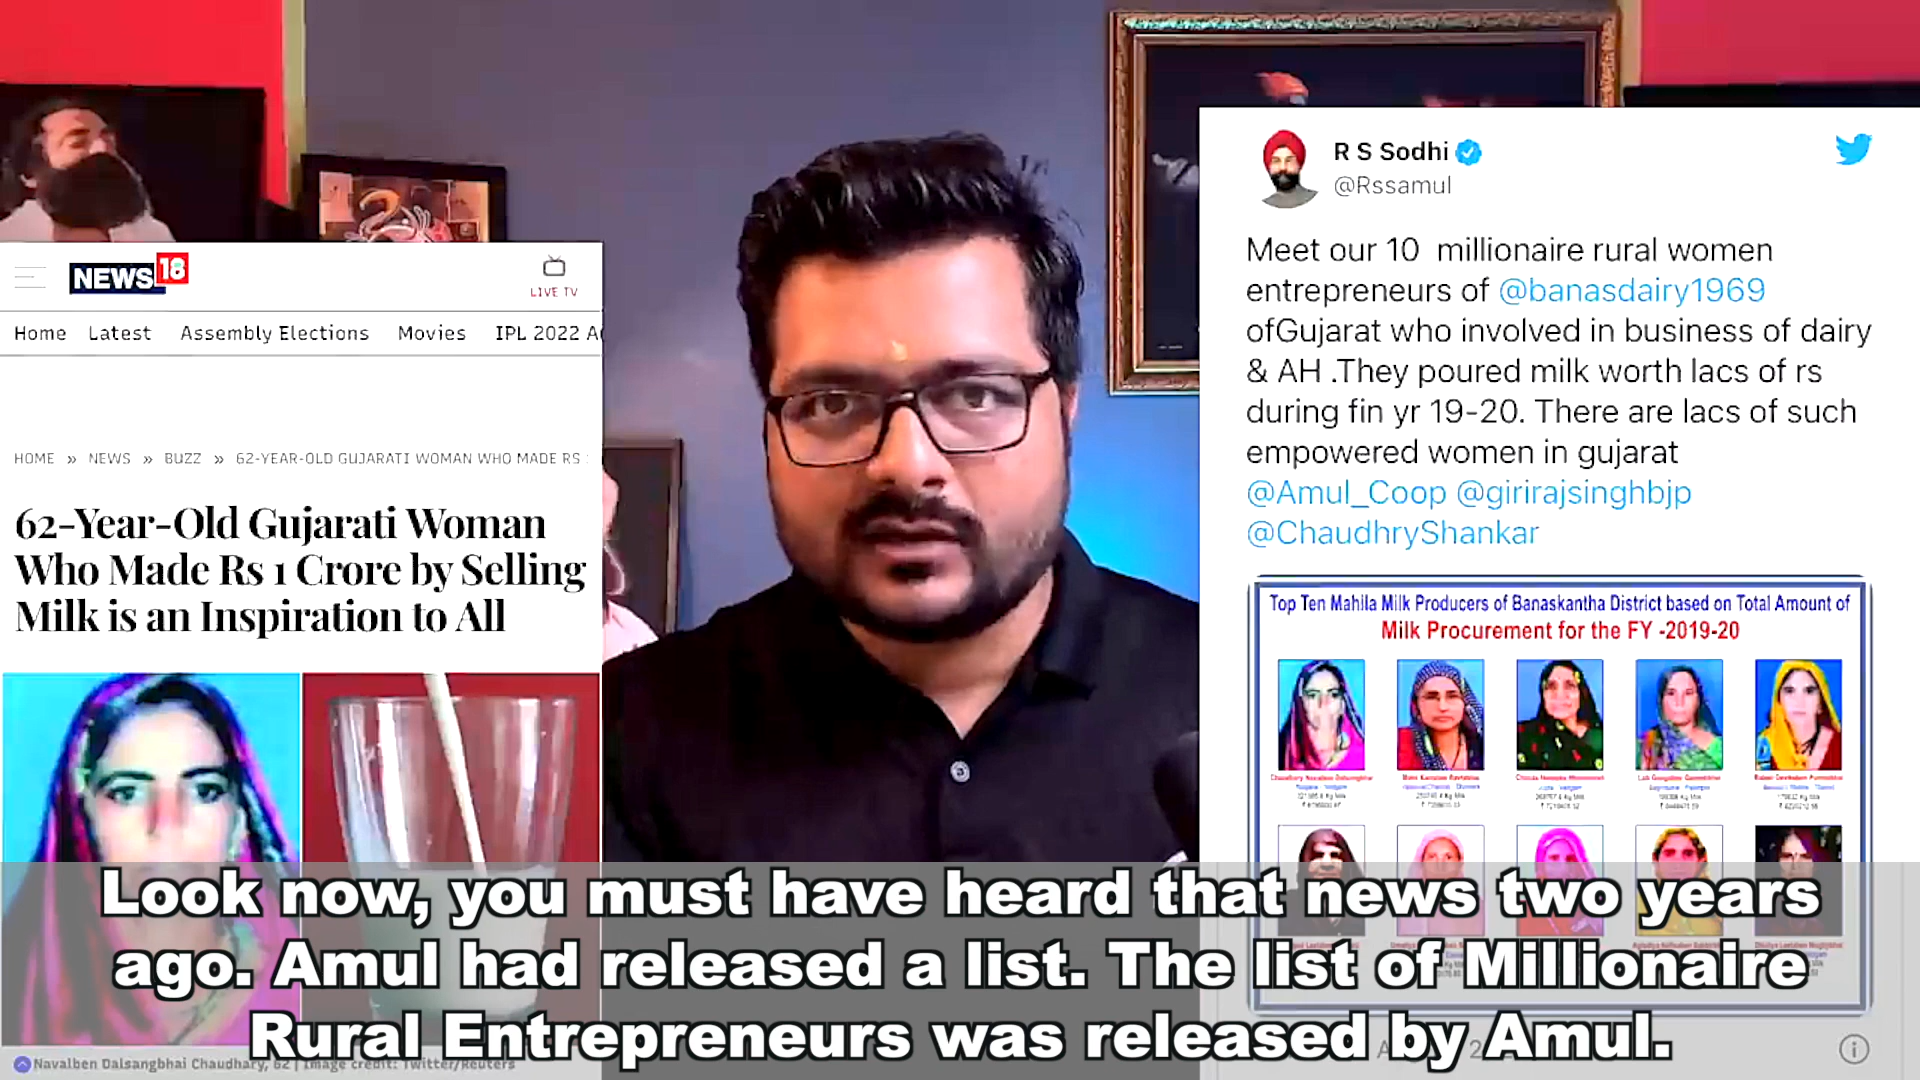 NEWS 18
LIVE TV
Home Latest Assembly Elections Movies IPL 2022
HOME » NEWS » BUZZ » 62-YEAR-OLD GUJARATI WOMAN WHO MADE RS
62-Year-Old Gujarati Woman
Who Made Rs 1 Crore by Selling
Milk is an Inspiration to All
Navalben Dalsangbhai Chaudhary, 62 | Image credit: Twitter/Reuters
R S Sodhi
@Rssamul
Meet our 10 millionaire rural women
entrepreneurs of @banasdairy1969
ofGujarat who involved in business of dairy
& AH .They poured milk worth lacs of rs
during fin yr 19-20. There are lacs of such
empowered women in gujarat
@Amul_Coop @girirajsinghbjp
@ChaudhryShankar
Top Ten Mahila Milk Producers of Banaskantha District based on Total Amount of
Milk Procurement for the FY -2019-20
Look now, you must have heard that news two years
ago. Amul had released a list. The list of Millionaire
Rural Entrepreneurs was released by Amul.